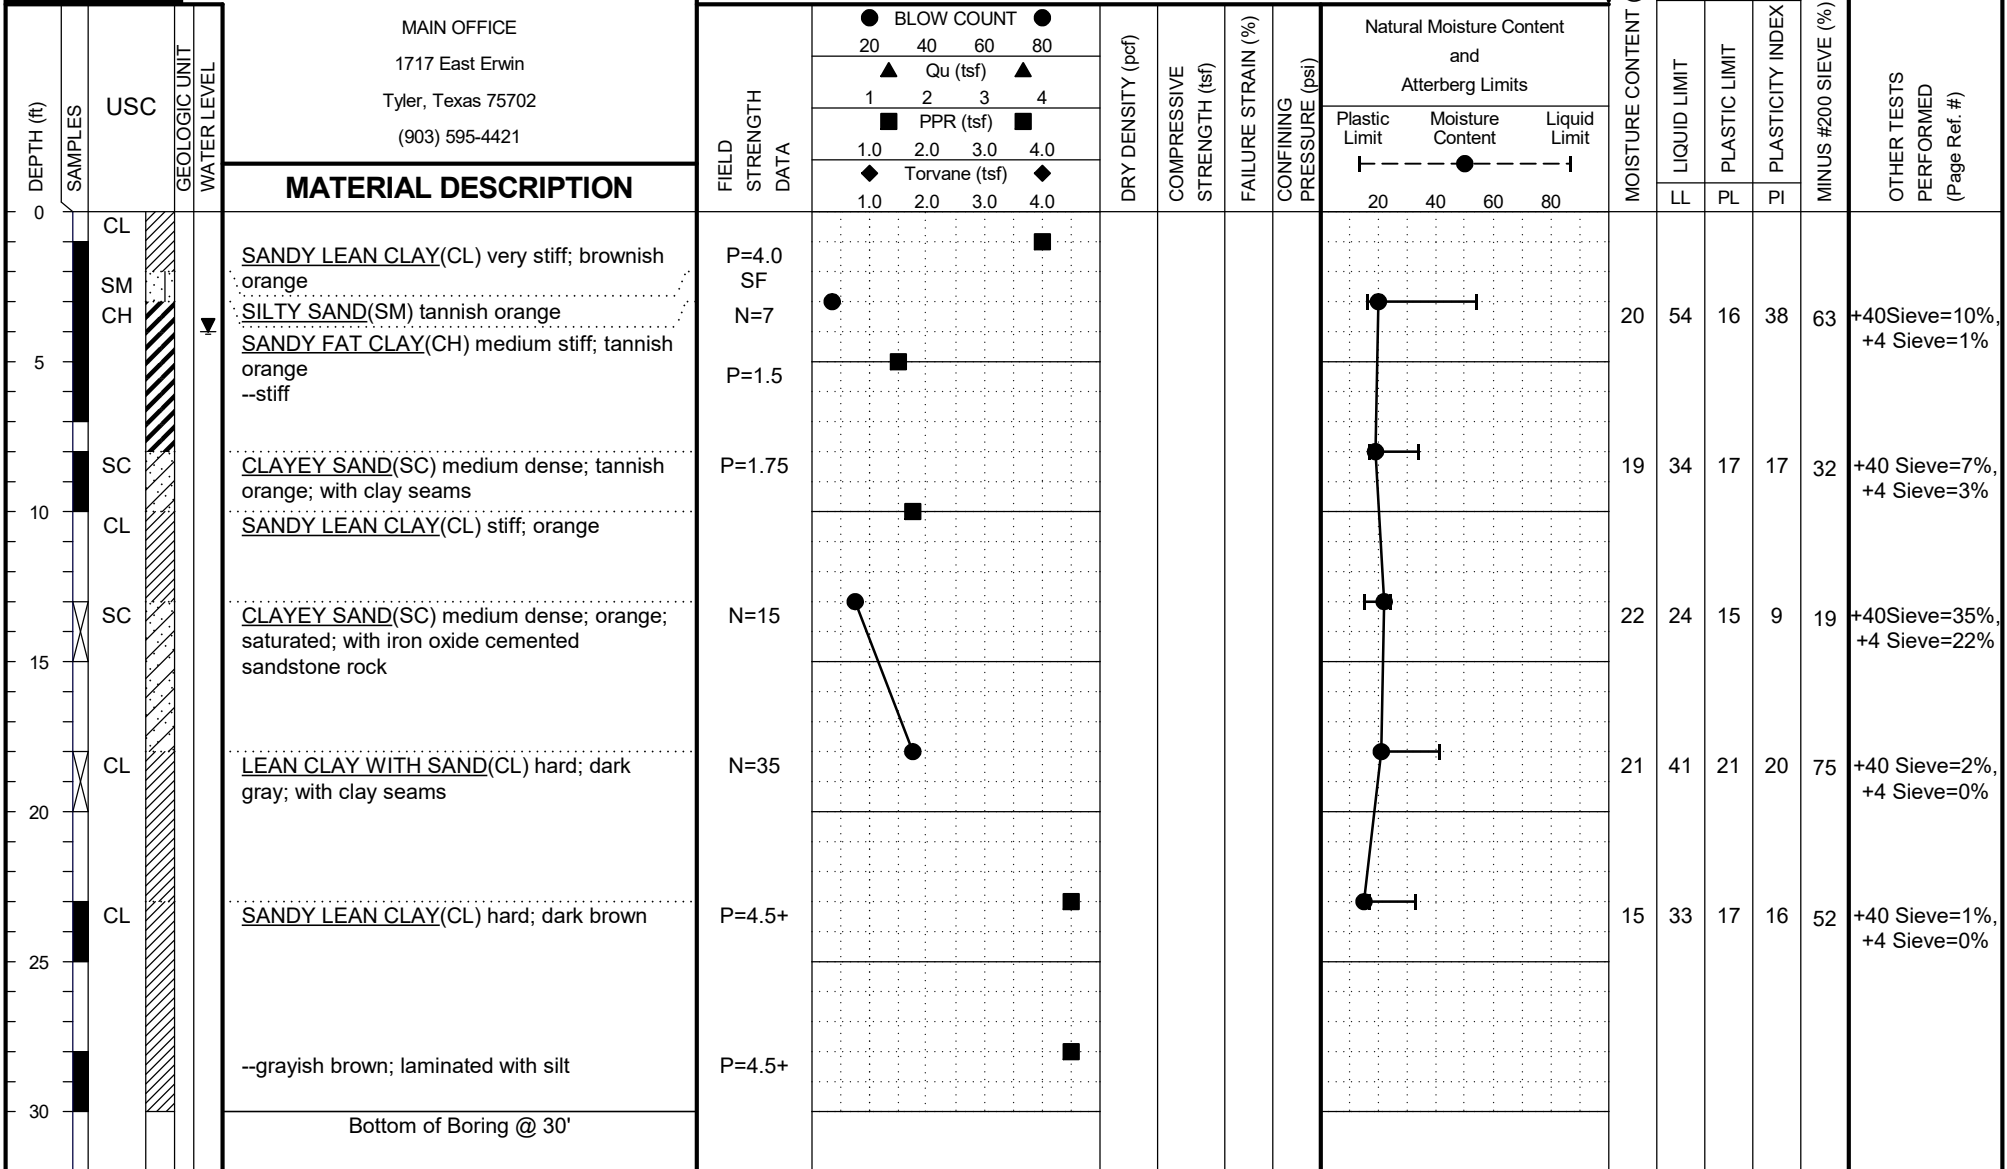 DEPTH (ft)
SAMPLES
USC
GEOLOGIC UNIT
WATER LEVEL
MAIN OFFICE
1717 East Erwin
Tyler, Texas 75702
(903) 595-4421
MATERIAL DESCRIPTION
FIELD
STRENGTH
DATA
BLOW COUNT
20 40 60 80
Qu (tsf)
1 2 3 4
PPR (tsf)
1.0 2.0 3.0 4.0
Torvane (tsf)
1.0 2.0 3.0 4.0
DRY DENSITY (pcf)
COMPRESSIVE
STRENGTH (tsf)
FAILURE STRAIN (%)
CONFINING
PRESSURE (psi)
Natural Moisture Content
and
Atterberg Limits
Plastic Limit
Moisture Content
Liquid Limit
20 40 60 80
MOISTURE CONTENT (
LIQUID LIMIT
PLASTIC LIMIT
PLASTICITY INDEX
LL PL PI
MINUS #200 SIEVE (%)
OTHER TESTS
PERFORMED
(Page Ref. #)
0
CL
SANDY LEAN CLAY(CL) very stiff; brownish
orange
P=4.0
SF
SM
SILTY SAND(SM) tannish orange
CH
N=7
20 54 16 38 63 +40Sieve=10%,
+4 Sieve=1%
SANDY FAT CLAY(CH) medium stiff; tannish
orange
--stiff
5
P=1.5
SC
CLAYEY SAND(SC) medium dense; tannish
orange; with clay seams
P=1.75
19 34 17 17 32 +40 Sieve=7%,
+4 Sieve=3%
10
CL
SANDY LEAN CLAY(CL) stiff; orange
SC
CLAYEY SAND(SC) medium dense; orange;
saturated; with iron oxide cemented
sandstone rock
N=15
22 24 15 9 19 +40Sieve=35%,
+4 Sieve=22%
15
CL
LEAN CLAY WITH SAND(CL) hard; dark
gray; with clay seams
N=35
21 41 21 20 75 +40 Sieve=2%,
+4 Sieve=0%
20
CL
SANDY LEAN CLAY(CL) hard; dark brown
P=4.5+
15 33 17 16 52 +40 Sieve=1%,
+4 Sieve=0%
25
--grayish brown; laminated with silt
P=4.5+
30
Bottom of Boring @ 30'